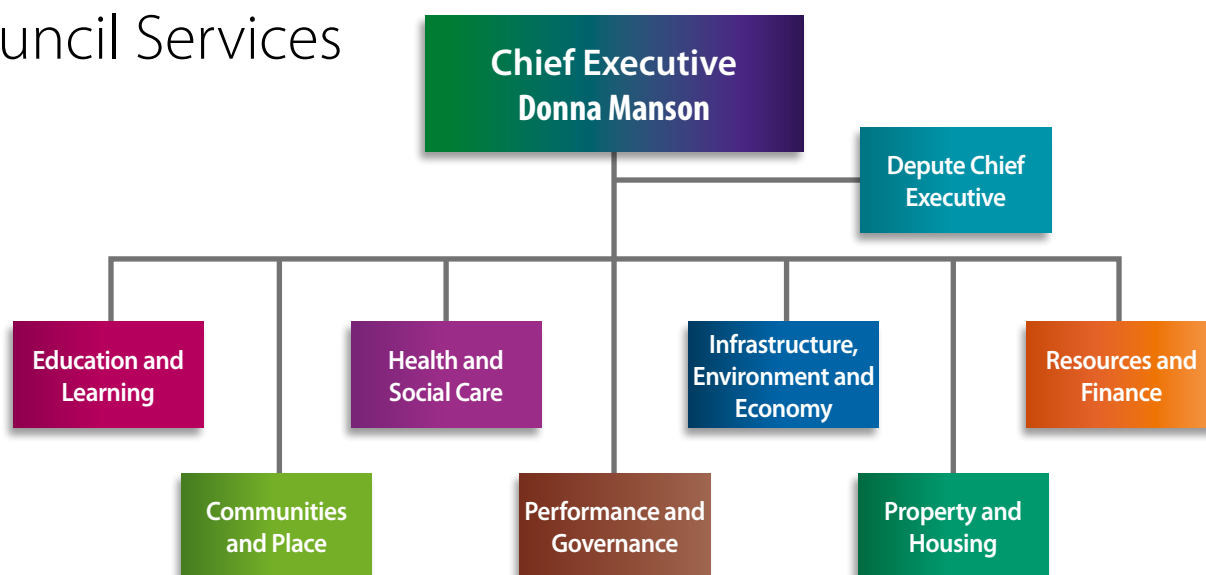 uncil Services
Chief Executive
Donna Manson
Depute Chief
Executive
Education and
Learning
Health and
Social Care
Infrastructure,
Environment and
Economy
Resources and
Finance
Communities
and Place
Performance and
Governance
Property and
Housing